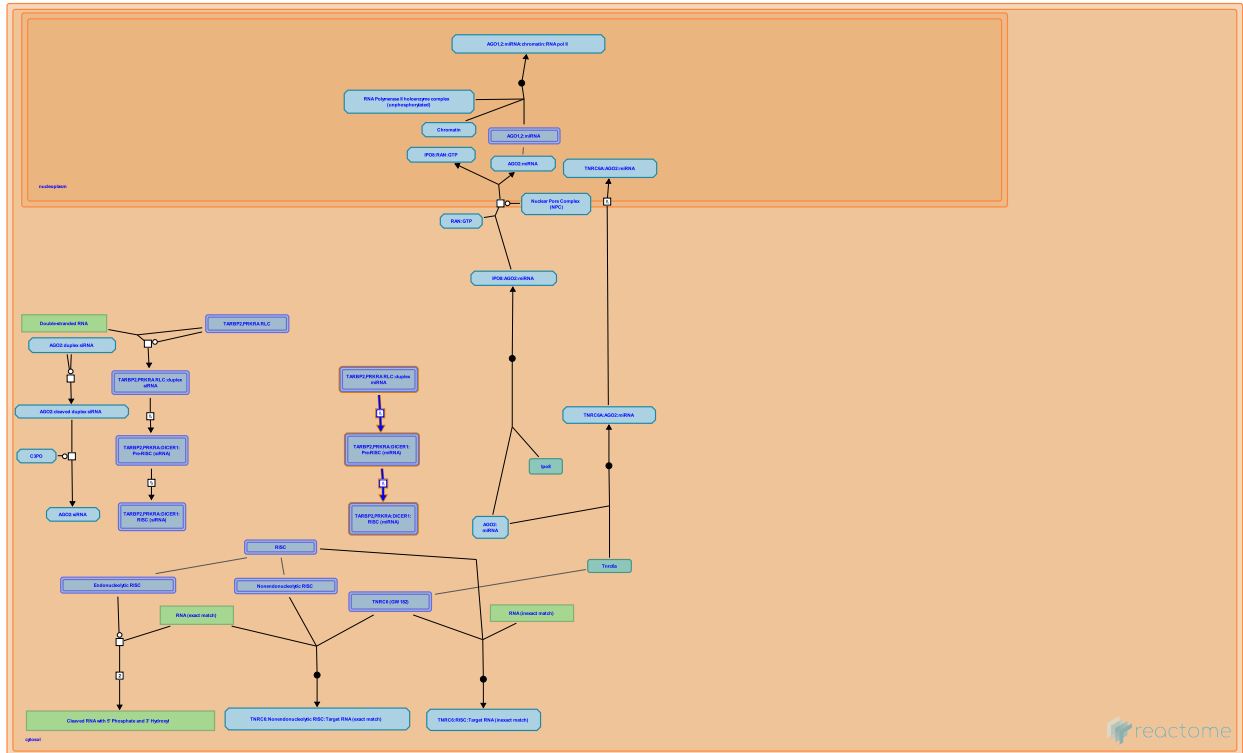 AGO1,2:miRNA:chromatin:RNA pol II
RNA Polymerase II holoenzyme complex
(unphosphorylated)
Chromatin
AGO1,2:miRNA
IPO8:RAN:GTP
AGO2:miRNA
TNRC6A:AGO2:miRNA
nucleoplasm
Nuclear Pore Complex
(NPC)
6
RAN:GTP
IPO8:AGO2:miRNA
Double-stranded RNA
TARBP2,PRKRA RLC
AGO2:duplex siRNA
TARBP2,PRKRA RLC:duplex
siRNA
TARBP2,PRKRA RLC:duplex
miRNA
AGO2:cleaved duplex siRNA
TNRC6A:AGO2:miRNA
TARBP2,PRKRA:DICER1:
Pre-RISC (siRNA)
TARBP2,PRKRA:DICER1:
Pre-RISC (miRNA)
C3PO
Ipo8
AGO2:siRNA
TARBP2,PRKRA:DICER1:
RISC (siRNA)
TARBP2,PRKRA:DICER1:
RISC (miRNA)
AGO2:
miRNA
RISC
Tnrc6a
Endonucleolytic RISC
Nonendonucleolytic RISC
TNRC6 (GW182)
RNA (exact match)
RNA (inexact match)
2
Cleaved RNA with 5' Phosphate and 3' Hydroxyl
TNRC6:Nonendonucleolytic RISC:Target RNA (exact match)
TNRC6:RISC:Target RNA (inexact match)
cytosol
reactome